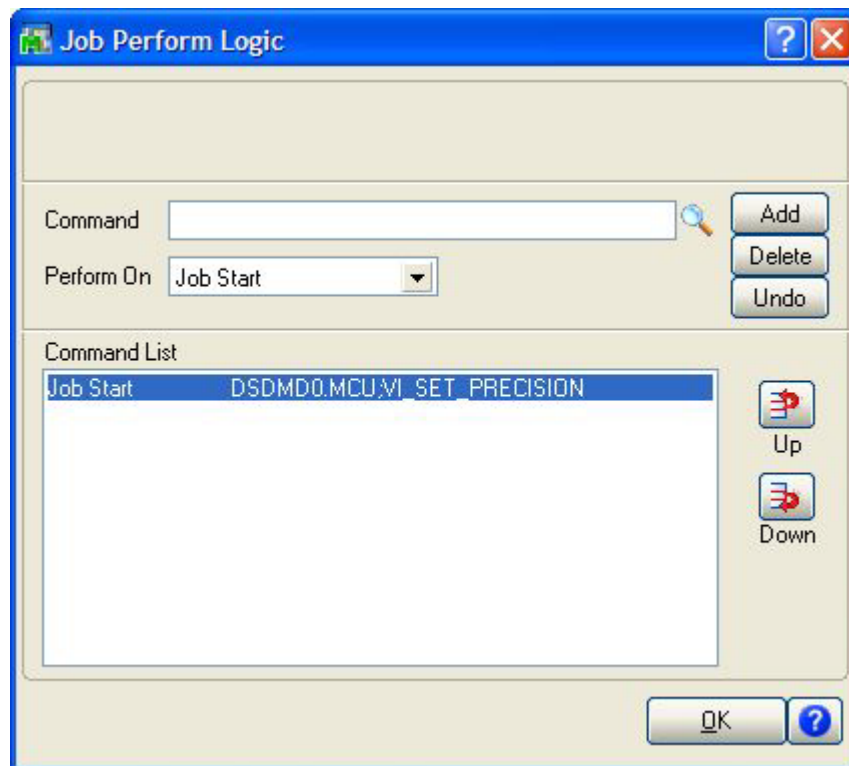 Job Perform Logic
Command
Add
Delete
Perform On Job Start
Undo
Command List
Job Start DSDMD0.MCU;VI_SET_PRECISION
Up
Down
OK